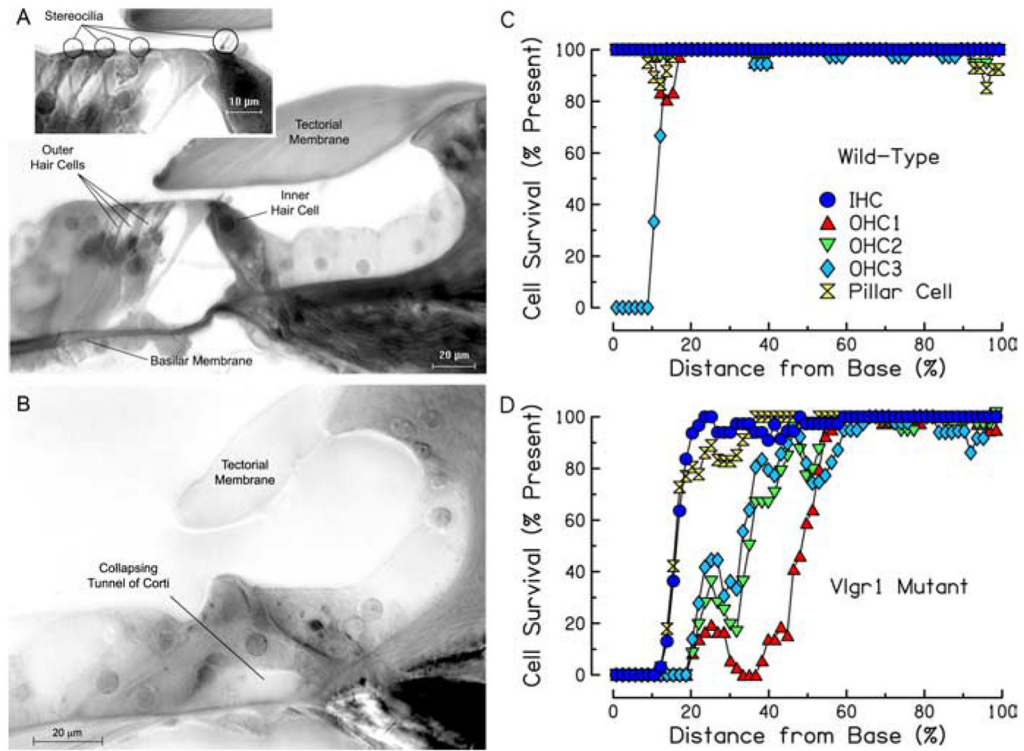 A
Stereocilia
10 µm
Tectorial
Membrane
Outer
Hair Cells
Inner
Hair Cell
Basilar Membrane
20 µm
B
Tectorial
Membrane
Collapsing
Tunnel of Corti
20 µm
C
Cell Survival (% Present)
100
80
60
40
20
0
Wild-Type
IHC
OHC1
OHC2
OHC3
Pillar Cell
0 20 40 60 80 100
Distance from Base (%)
D
Cell Survival (% Present)
100
80
60
40
20
0
Vlgr1 Mutant
0 20 40 60 80 100
Distance from Base (%)